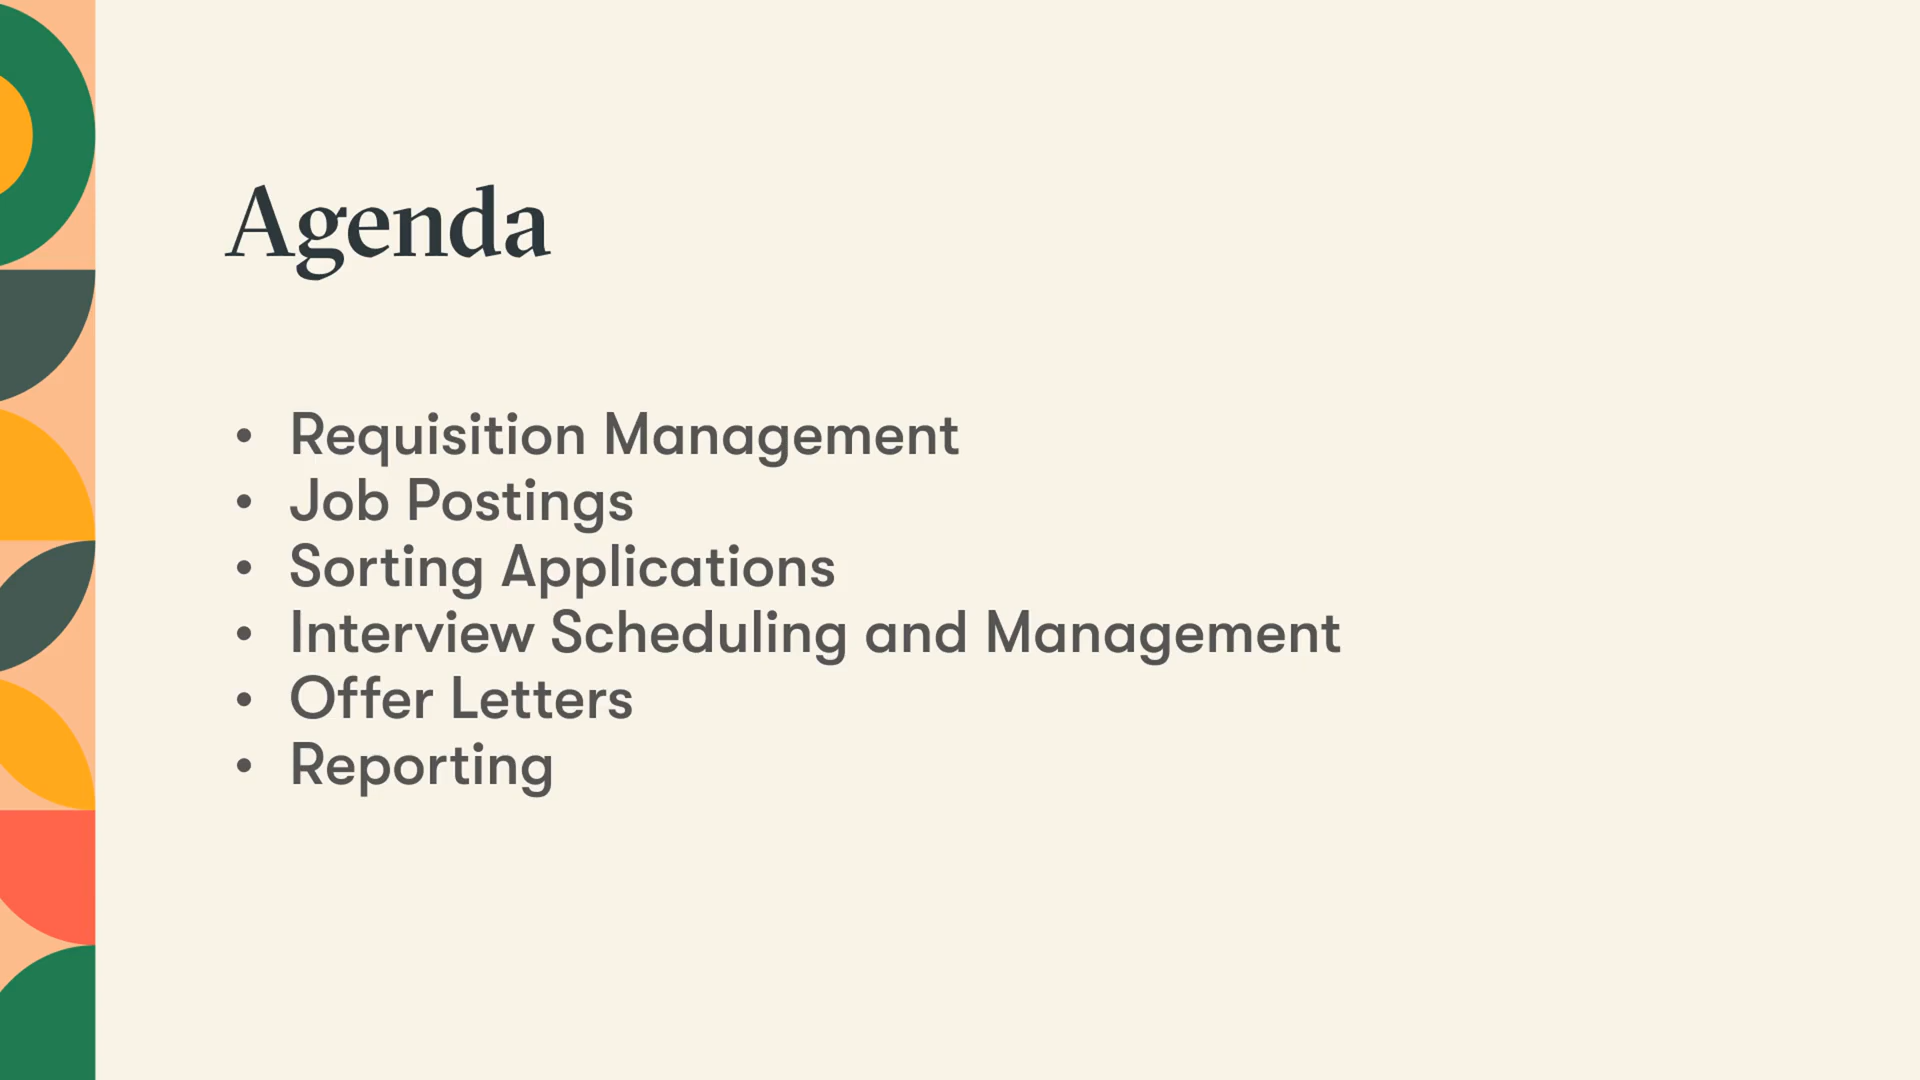 Agenda
• Requisition Management
• Job Postings
• Sorting Applications
• Interview Scheduling and Management
• Offer Letters
• Reporting